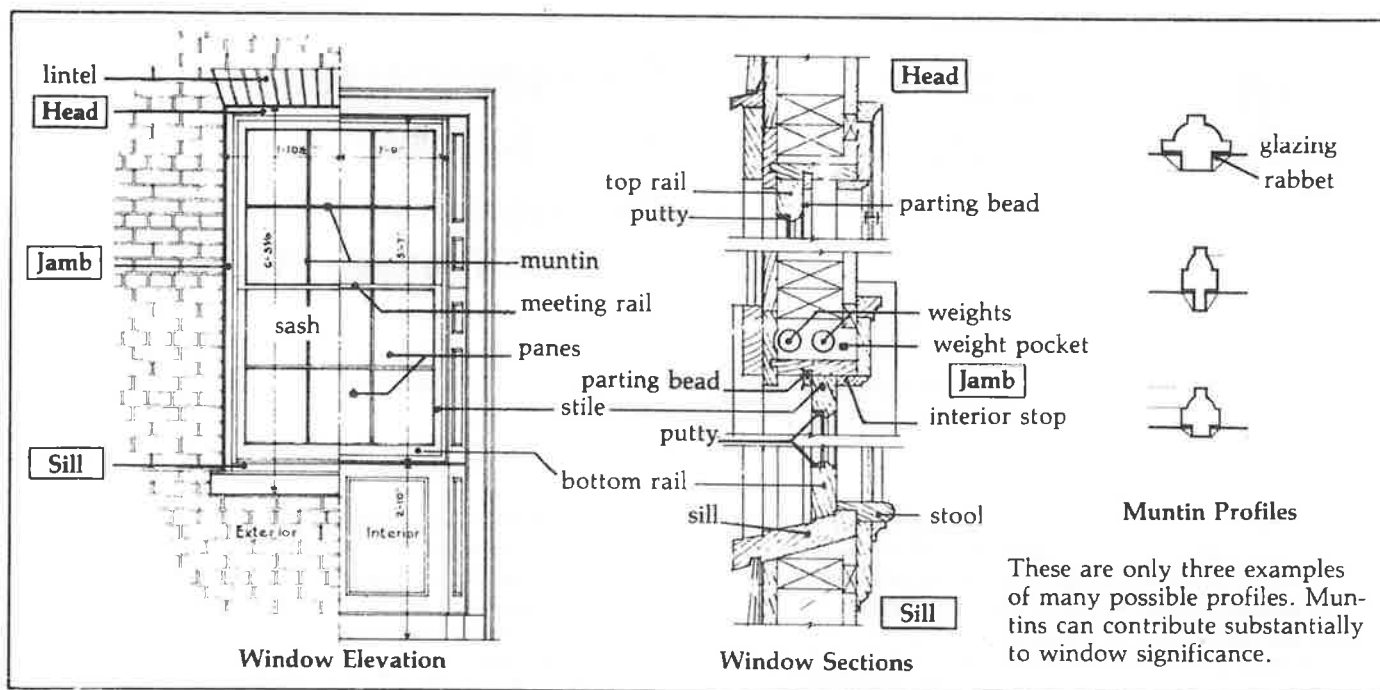 lintel
Head
Jamb
Sill
sash
muntin
meeting rail
panes
stile
bottom rail
Exterior
Interior
2-10"
Window Elevation
Head
top rail
putty
parting bead
weights
weight pocket
parting bead
Jamb
interior stop
putty
sill
stool
Sill
Window Sections
glazing
rabbet
Muntin Profiles
These are only three examples
of many possible profiles. Mun-
tins can contribute substantially
to window significance.